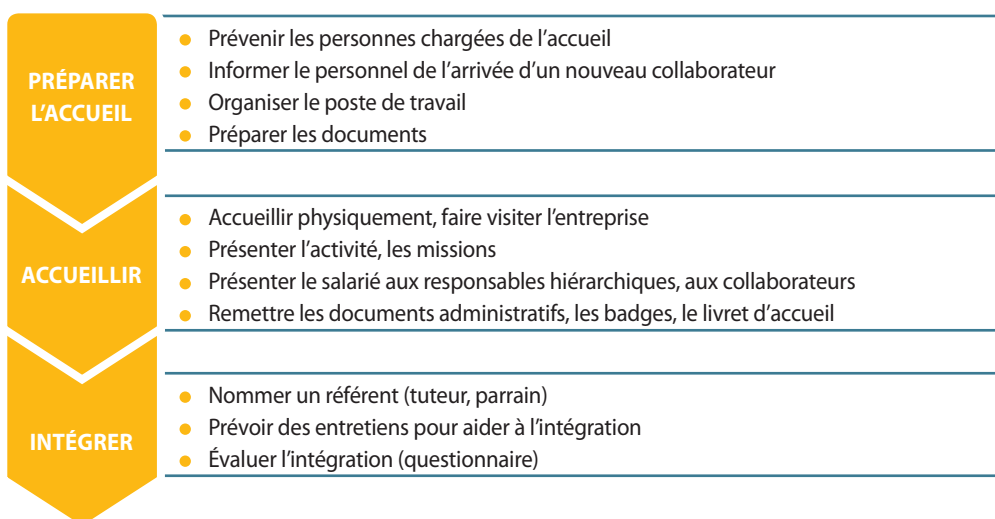 PRÉPARER
L’ACCUEIL
● Prévenir les personnes chargées de l’accueil
● Informer le personnel de l’arrivée d’un nouveau collaborateur
● Organiser le poste de travail
● Préparer les documents
ACCUEILLIR
● Accueillir physiquement, faire visiter l’entreprise
● Présenter l’activité, les missions
● Présenter le salarié aux responsables hiérarchiques, aux collaborateurs
● Remettre les documents administratifs, les badges, le livret d’accueil
INTÉGRER
● Nommer un référent (tuteur, parrain)
● Prévoir des entretiens pour aider à l’intégration
● Évaluer l’intégration (questionnaire)